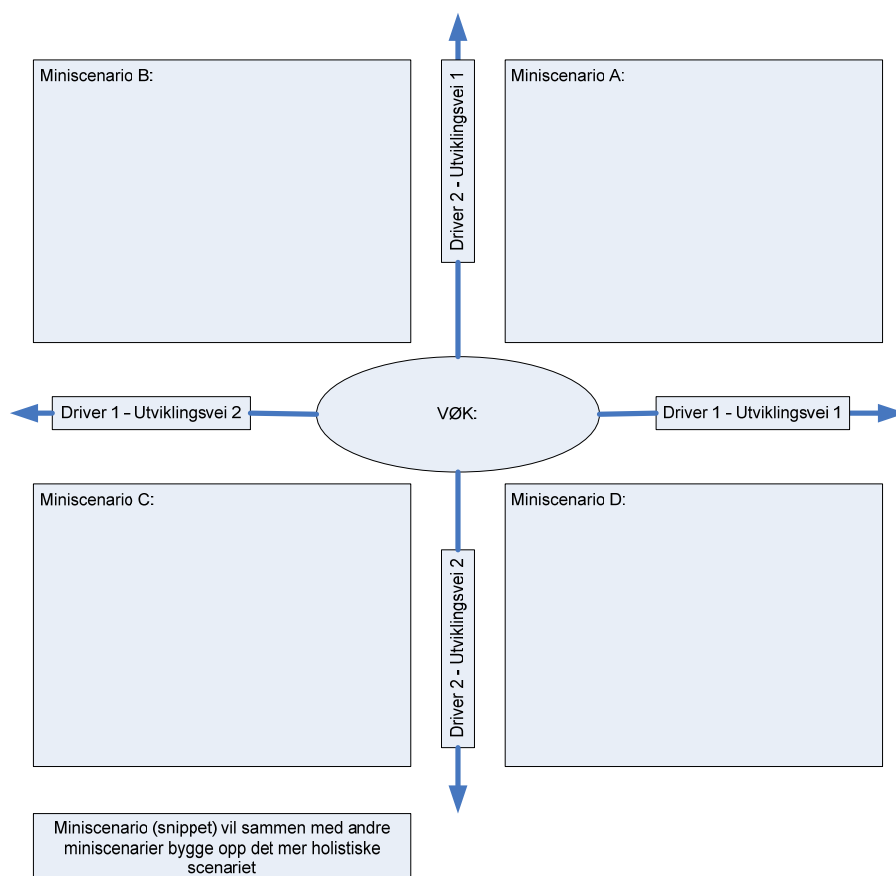 Miniscenario B:
Driver 2 - Utviklingsvei 1
Miniscenario A:
Driver 1 - Utviklingsvei 2
VØK:
Driver 1 - Utviklingsvei 1
Miniscenario C:
Driver 2 - Utviklingsvei 2
Miniscenario D:
Miniscenario (snippet) vil sammen med andre
miniscenarier bygge opp det mer holistiske
scenariet